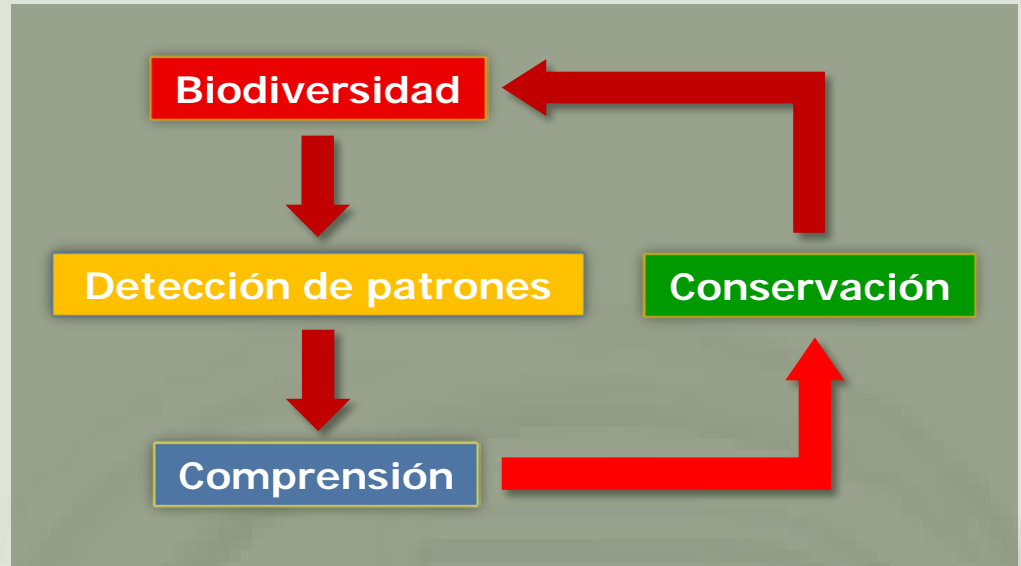 Biodiversidad
Detección de patrones
Conservación
Comprensión